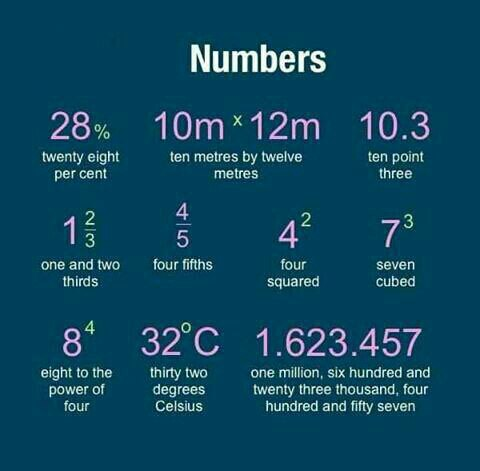 Numbers
28% 10m x 12m 10.3
twenty eight ten metres by twelve ten point
per cent metres three
1 2/3 4/5 4² 7³
one and two four fifths four seven
thirds squared cubed
8⁴ 32°C 1.623.457
eight to the thirty two one million, six hundred and
power of degrees twenty three thousand, four
four Celsius hundred and fifty seven